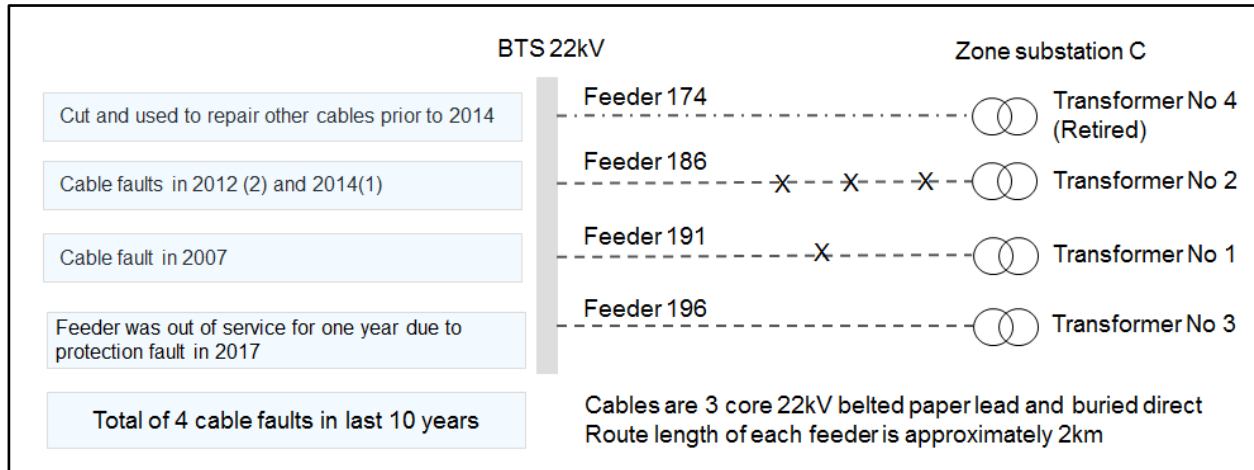 BTS 22kV
Zone substation C
Cut and used to repair other cables prior to 2014
Feeder 174
Transformer No 4
(Retired)
Cable faults in 2012 (2) and 2014(1)
Feeder 186
X X X
Transformer No 2
Cable fault in 2007
Feeder 191
X
Transformer No 1
Feeder was out of service for one year due to
protection fault in 2017
Feeder 196
Transformer No 3
Total of 4 cable faults in last 10 years
Cables are 3 core 22kV belted paper lead and buried direct
Route length of each feeder is approximately 2km